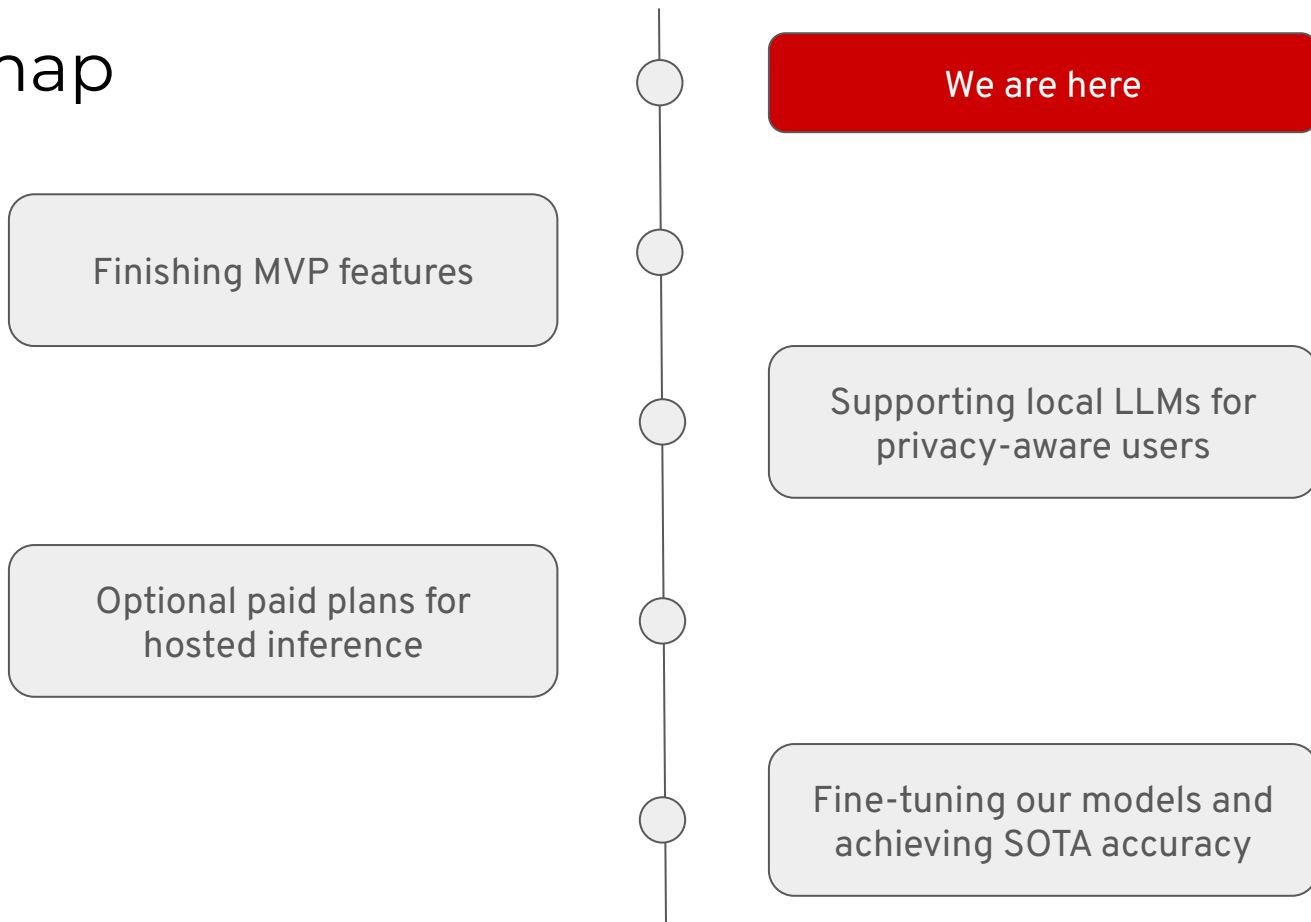 map
We are here
Finishing MVP features
Supporting local LLMs for
privacy-aware users
Optional paid plans for
hosted inference
Fine-tuning our models and
achieving SOTA accuracy